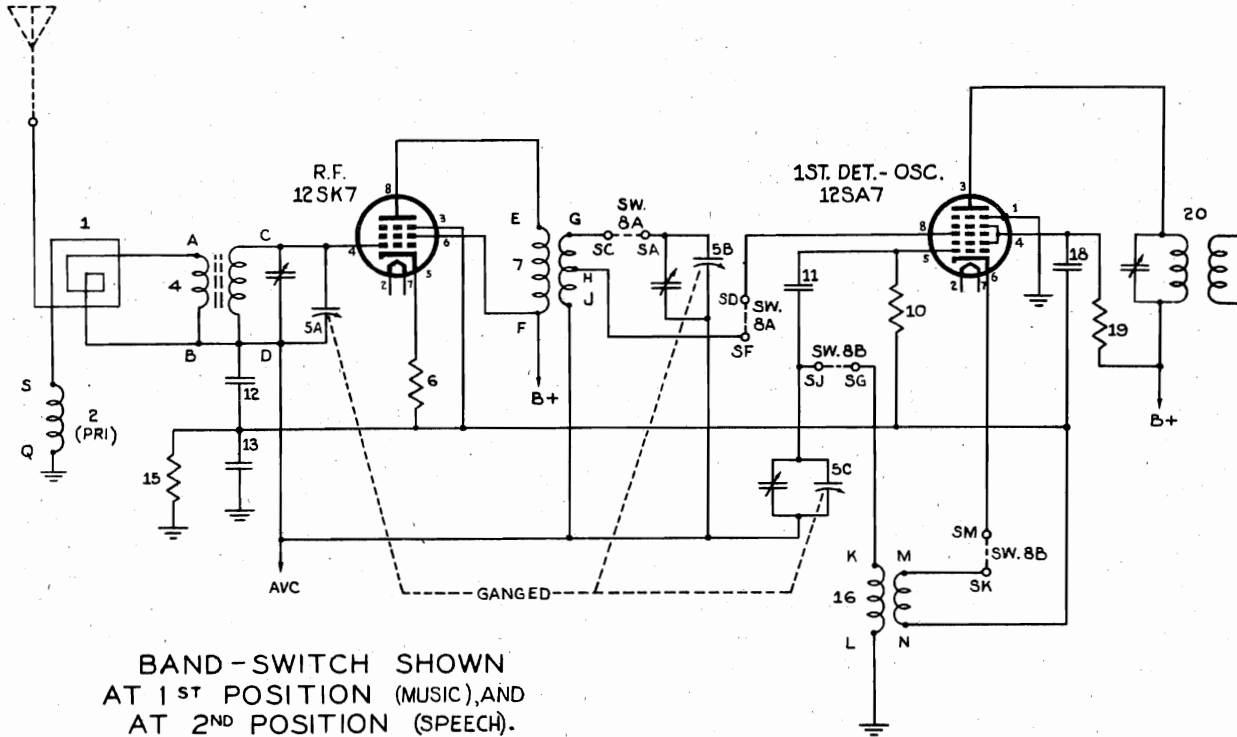 R.F.
12SK7
1ST. DET.- OSC.
12SA7
1
A
C
4
B
D
5A
8
3
6
4
5
2
7
6
E
7
F
B+
G
H
J
SC
SW.
8A
SA
5B
SD
SW.
8A
SF
11
10
3
1
8
4
5
2
7
6
18
19
20
B+
S
2
(PRI)
Q
12
13
15
SJ
SW. 8B
SG
5C
AVC
GANGED
K
16
L
M
N
SM
SW. 8B
SK
BAND-SWITCH SHOWN
AT 1ST POSITION (MUSIC), AND
AT 2ND POSITION (SPEECH).